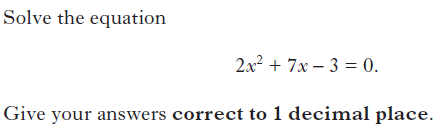 Solve the equation
2x² + 7x – 3 = 0.
Give your answers correct to 1 decimal place.